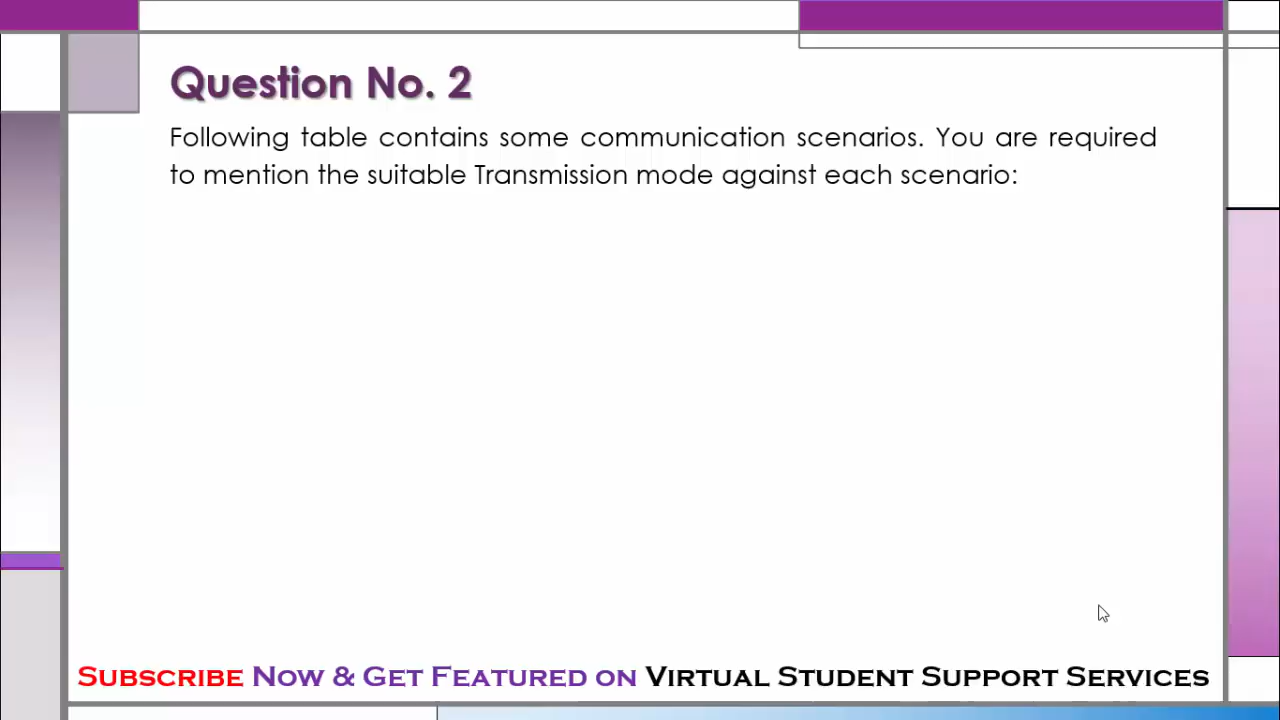 Question No. 2
Following table contains some communication scenarios. You are required
to mention the suitable Transmission mode against each scenario:
Subscribe Now & Get Featured on Virtual Student Support Services